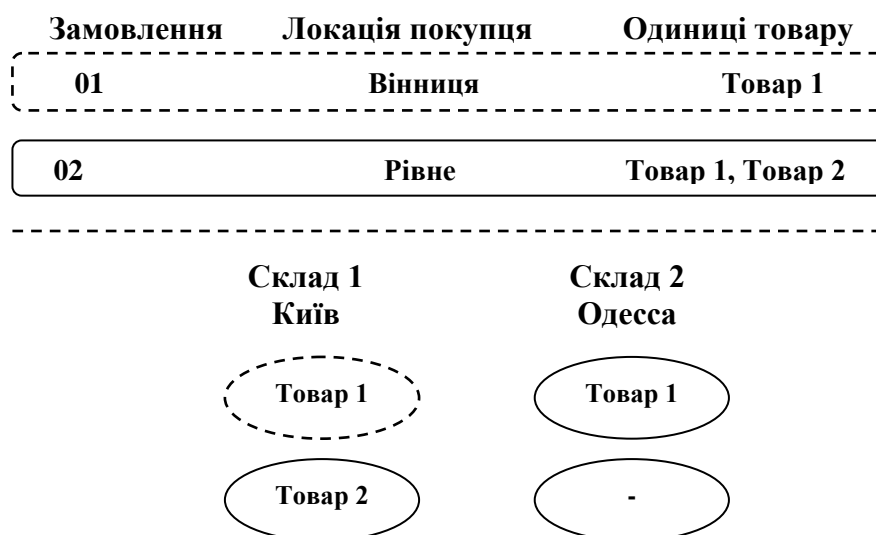 Замовлення Локація покупця Одиниці товару
01 Вінниця Товар 1
02 Рівне Товар 1, Товар 2
Склад 1 Склад 2
Київ Одесса
Товар 1 Товар 1
Товар 2 -